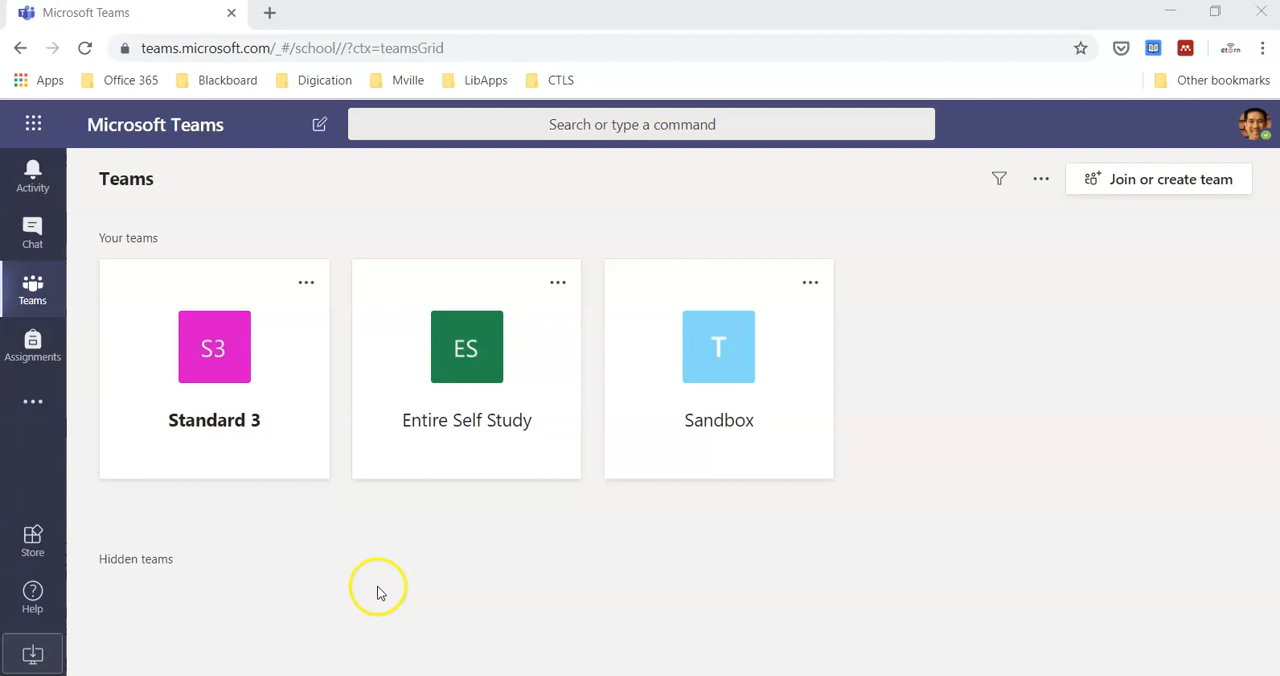 Microsoft Teams
teams.microsoft.com/_#/school//?ctx=teamsGrid
Apps Office 365 Blackboard Digication Mville LibApps CTLS Other bookmarks
Microsoft Teams Search or type a command
Activity
Chat
Teams
Assignments
Store
Help
Teams Join or create team
Your teams
S3 ES T
Standard 3 Entire Self Study Sandbox
Hidden teams